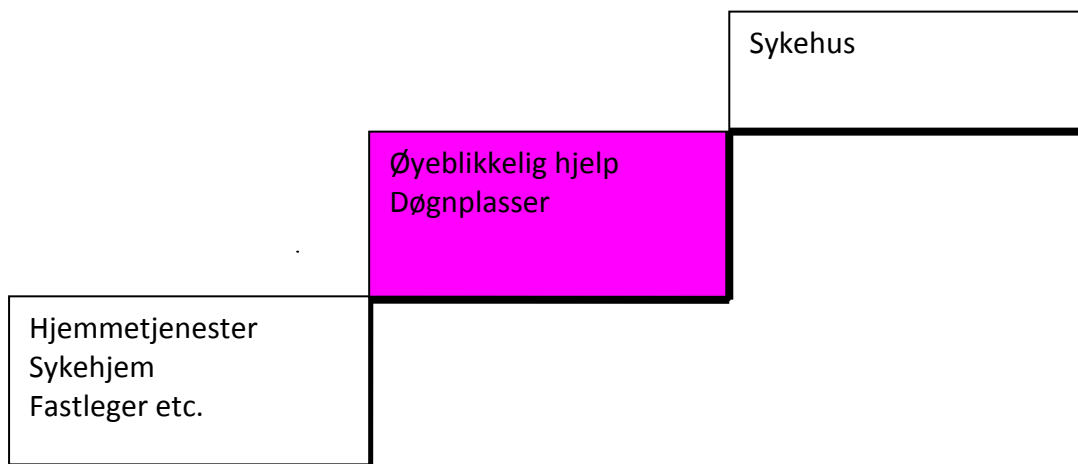 Sykehus
Øyeblikkelig hjelp
Døgnplasser
Hjemmetjenester
Sykehjem
Fastleger etc.